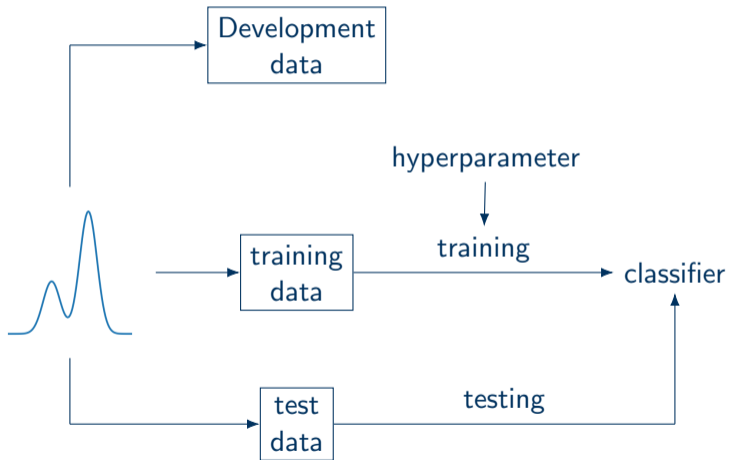 Development
data
hyperparameter
training
training
data
classifier
testing
test
data